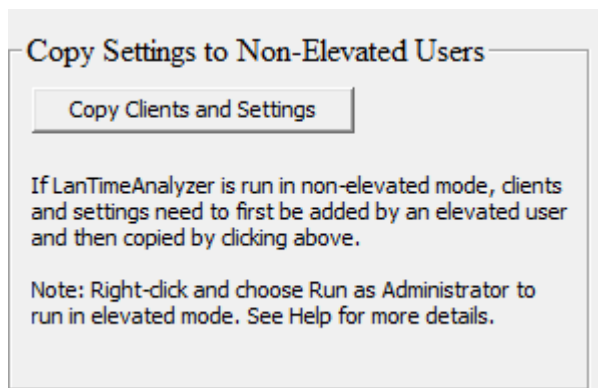 Copy Settings to Non-Elevated Users
Copy Clients and Settings
If LanTimeAnalyzer is run in non-elevated mode, clients
and settings need to first be added by an elevated user
and then copied by clicking above.
Note: Right-click and choose Run as Administrator to
run in elevated mode. See Help for more details.